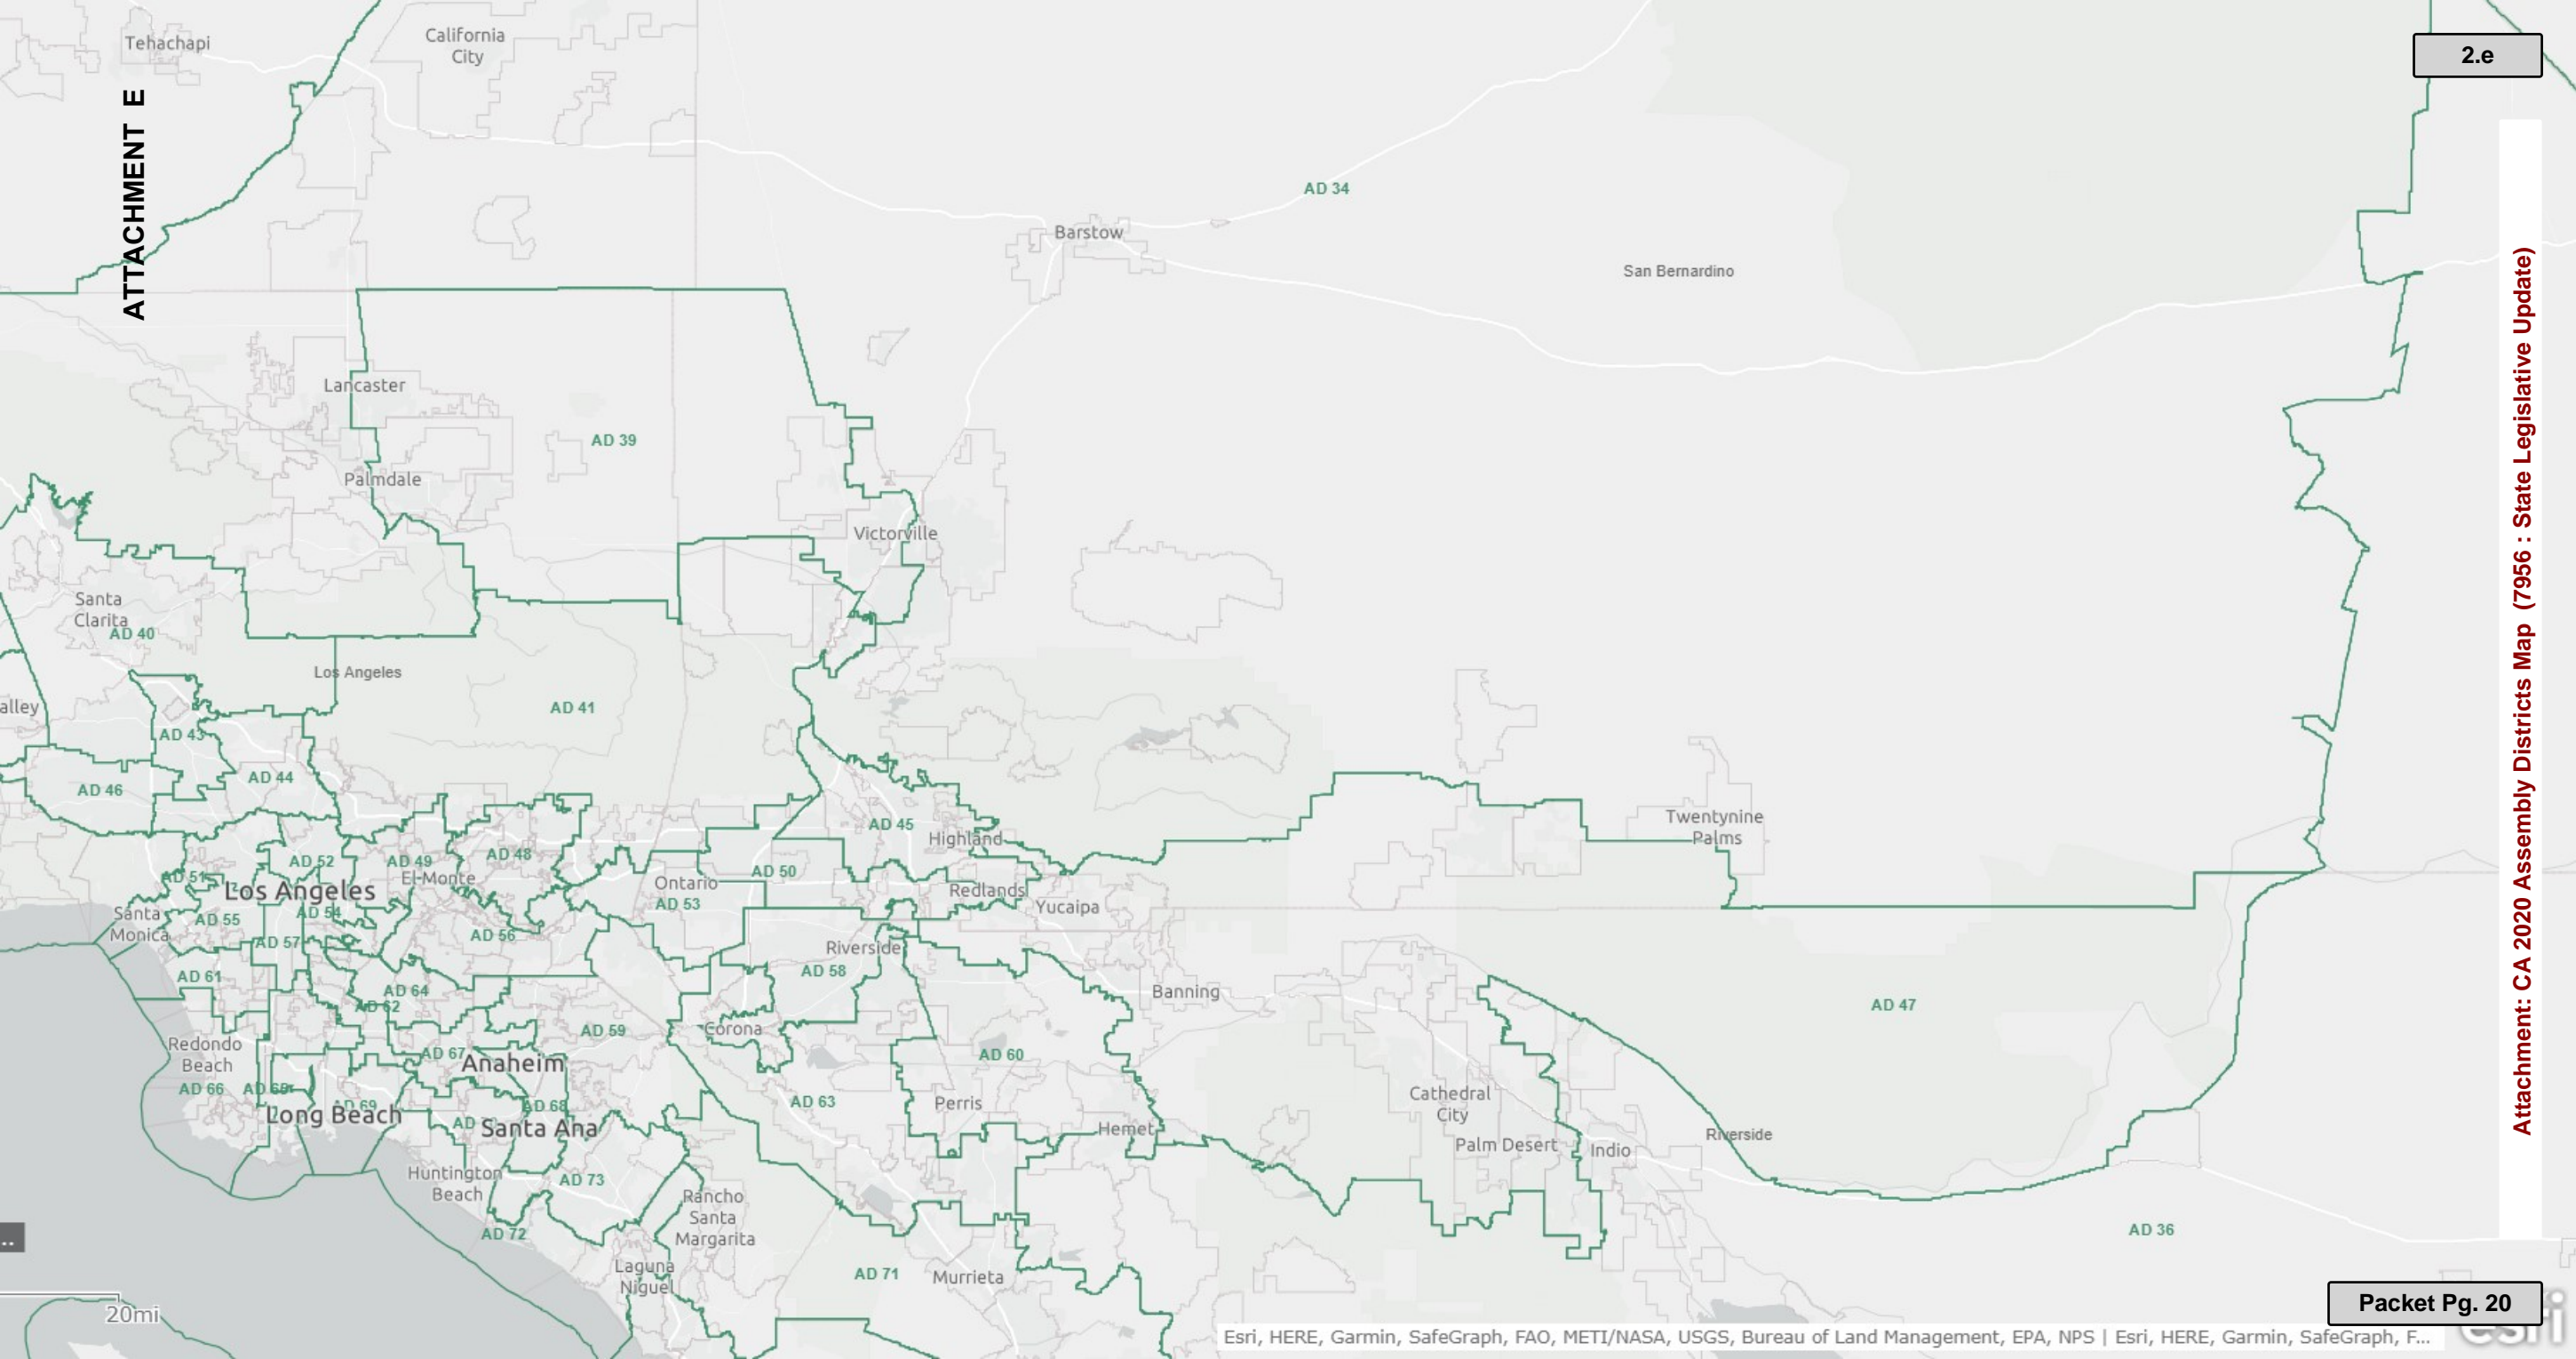 2.e
ATTACHMENT E
Tehachapi
California
City
AD 34
Barstow
San Bernardino
Lancaster
AD 39
Palmdale
Victorville
Santa
Clarita
AD 40
Los Angeles
alley
AD 41
AD 43
AD 44
AD 46
AD 45
Highland
Twentynine
Palms
AD 52
AD 49
AD 48
El-Monte
AD 51
Los Angeles
AD 50
Ontario
AD 53
Redlands
Yucaipa
Santa
Monica
AD 55
AD 54
AD 57
AD 56
Riverside
AD 58
AD 61
AD 64
AD 62
Banning
AD 47
Corona
AD 59
Redondo
Beach
AD 67
Anaheim
AD 60
AD 66
AD 65
Long Beach
AD 69
AD 68
AD
Santa Ana
AD 63
Perris
Hemet
Cathedral
City
Palm Desert
Indio
Riverside
Huntington
Beach
AD 73
Rancho
Santa
Margarita
AD 72
AD 36
Laguna
Niguel
AD 71
Murrieta
..
20mi
Attachment: CA 2020 Assembly Districts Map (7956 : State Legislative Update)
Packet Pg. 20
Esri, HERE, Garmin, SafeGraph, FAO, METI/NASA, USGS, Bureau of Land Management, EPA, NPS | Esri, HERE, Garmin, SafeGraph, F...
esri